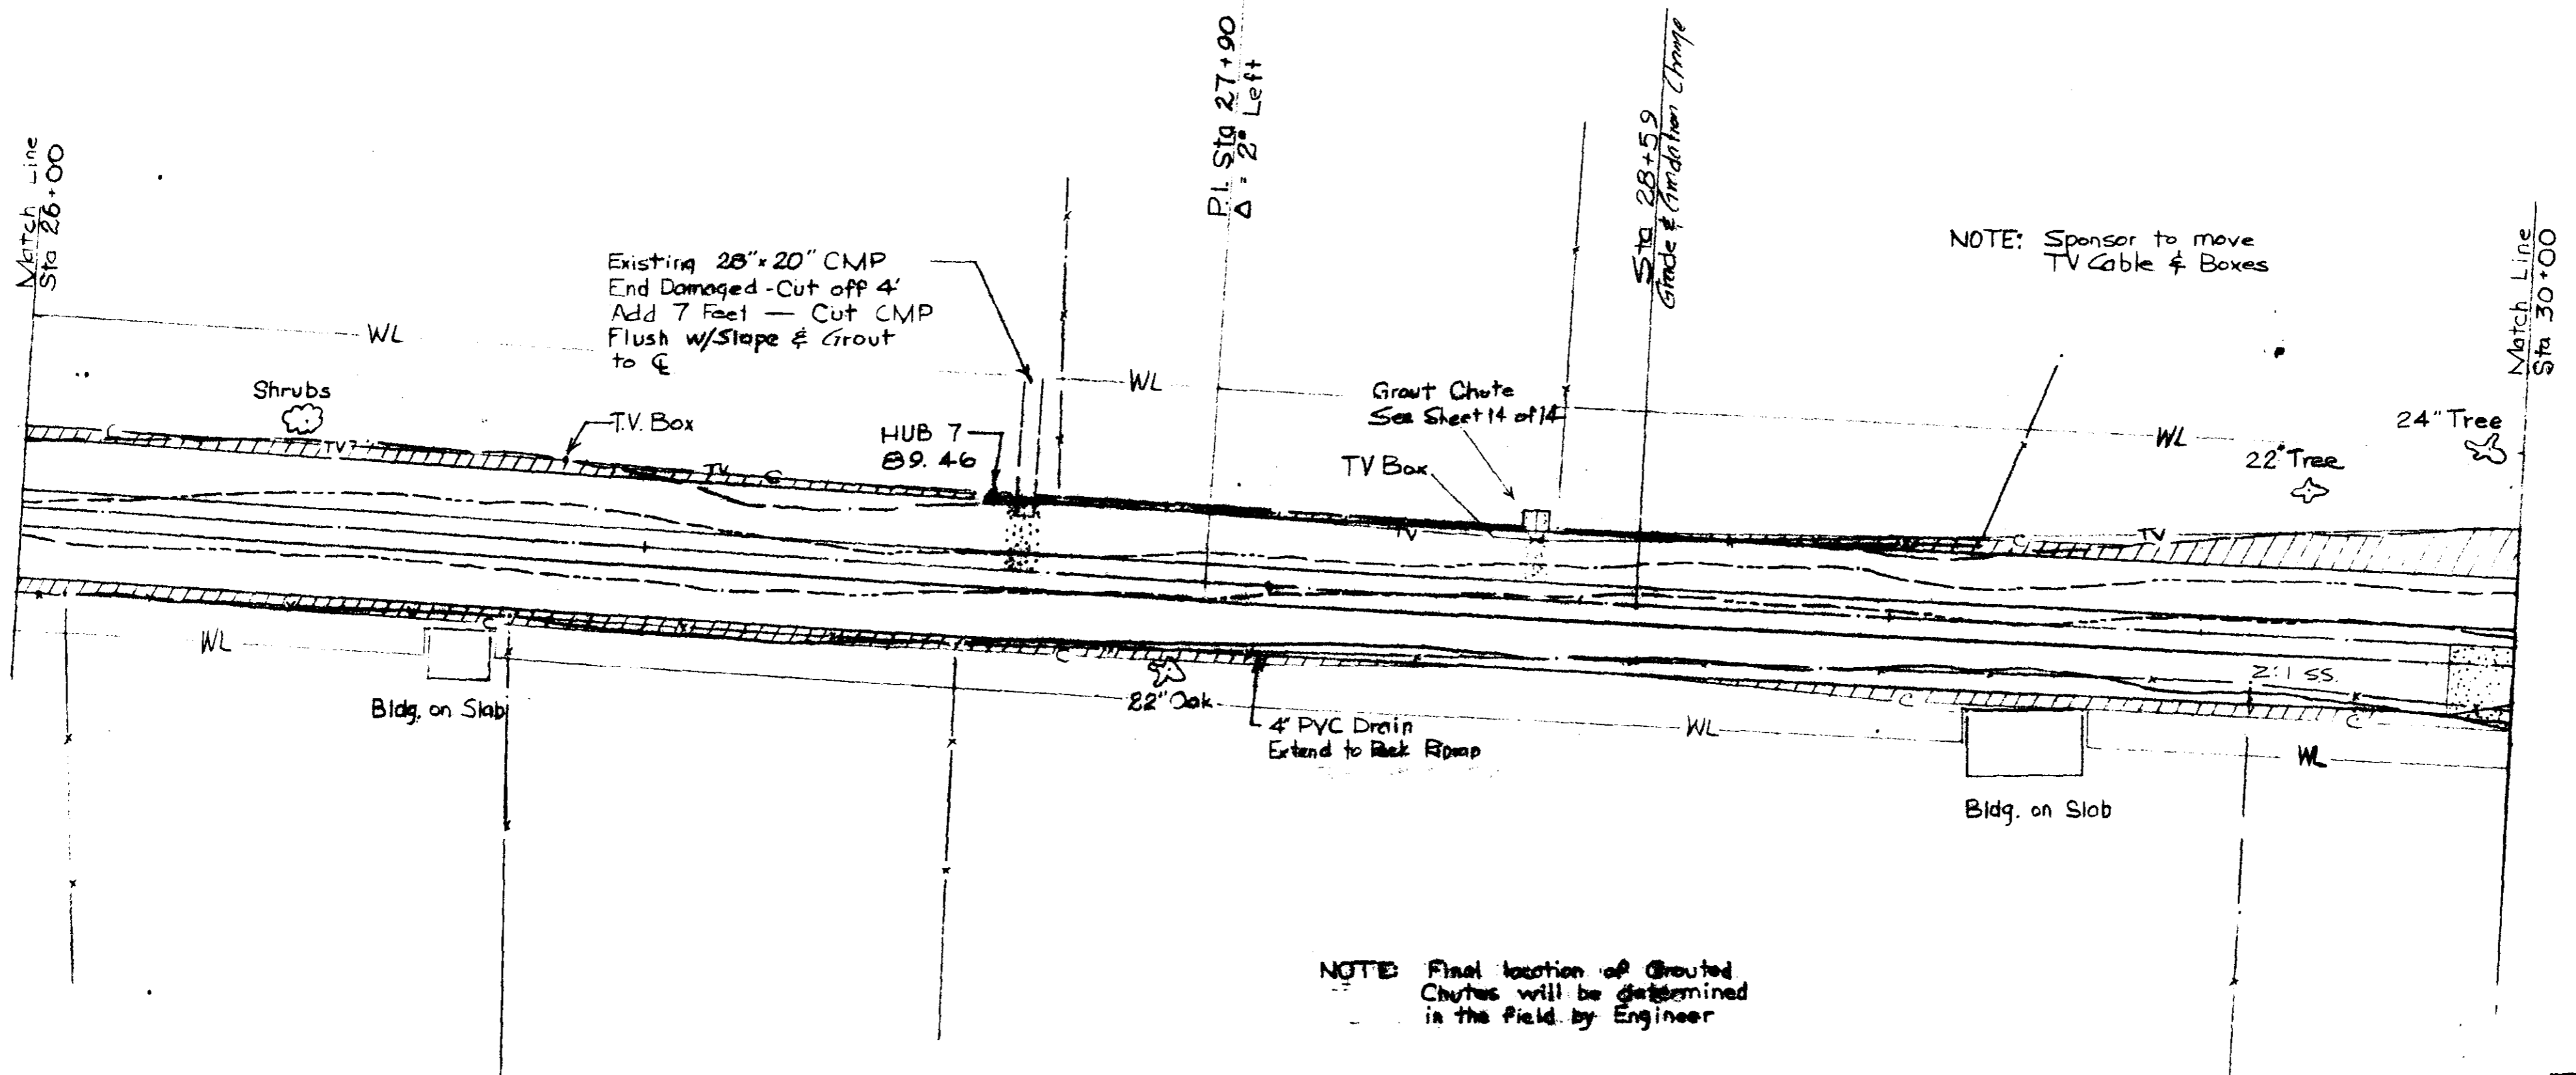 Match Line
Sta 26+00
P.I. Sta 27+90
Δ = 2° Left
Sta 28+59
Grade & Gradation Change
Match Line
Sta 30+00
NOTE: Sponsor to move
TV Cable & Boxes
Existing 28"x 20" CMP
End Damaged - Cut off 4'
Add 7 Feet — Cut CMP
Flush w/Slope & Grout
to ℄
WL
WL
WL
Shrubs
T.V. Box
HUB 7
89.46
Grout Chute
See Sheet 14 of 14
TV Box
24" Tree
22" Tree
C
TV
TV
C
TV
C
TV
C
C
2:1 SS.
C
C
WL
Bldg. on Slab
22" Oak
4" PVC Drain
Extend to Rock Riprap
WL
WL
Bldg. on Slab
NOTE: Final location of Grouted
Chutes will be determined
in the field by Engineer